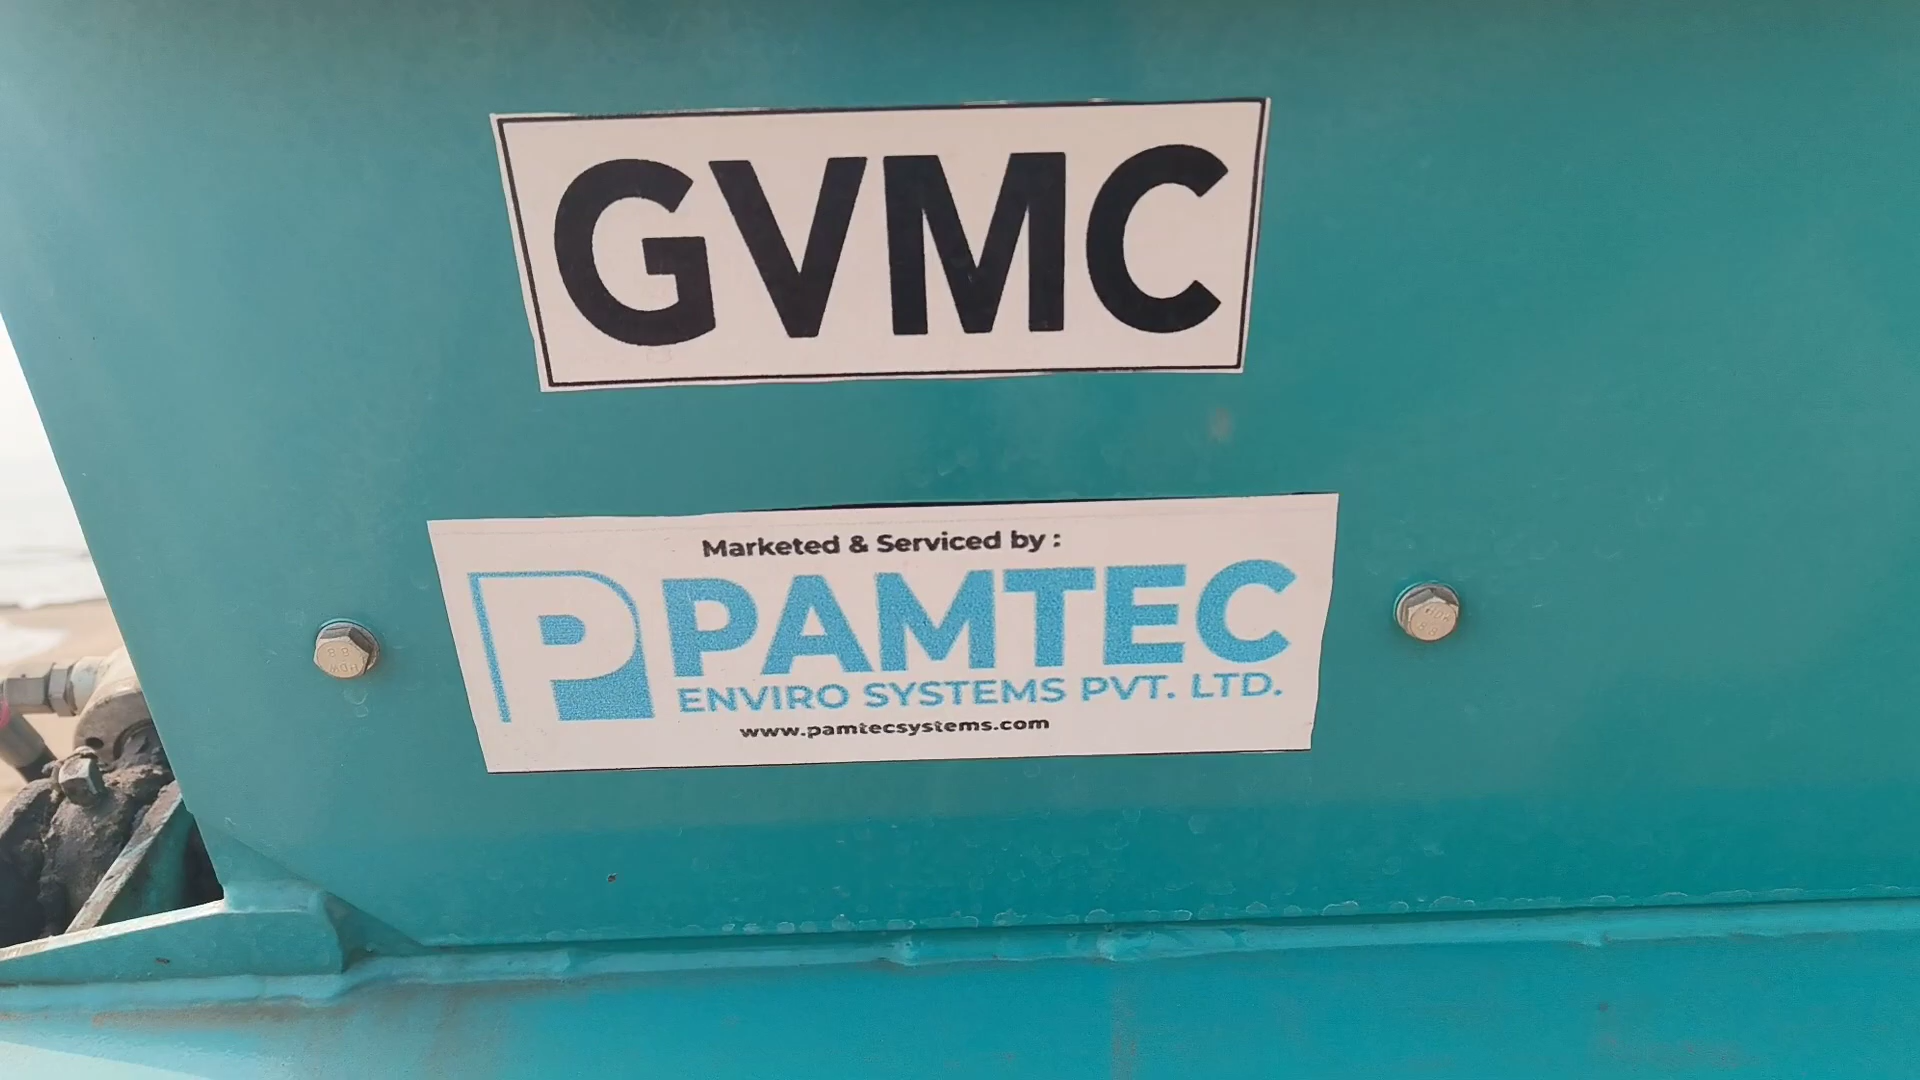 GVMC
Marketed & Serviced by :
PAMTEC
ENVIRO SYSTEMS PVT. LTD.
www.pamtecsystems.com